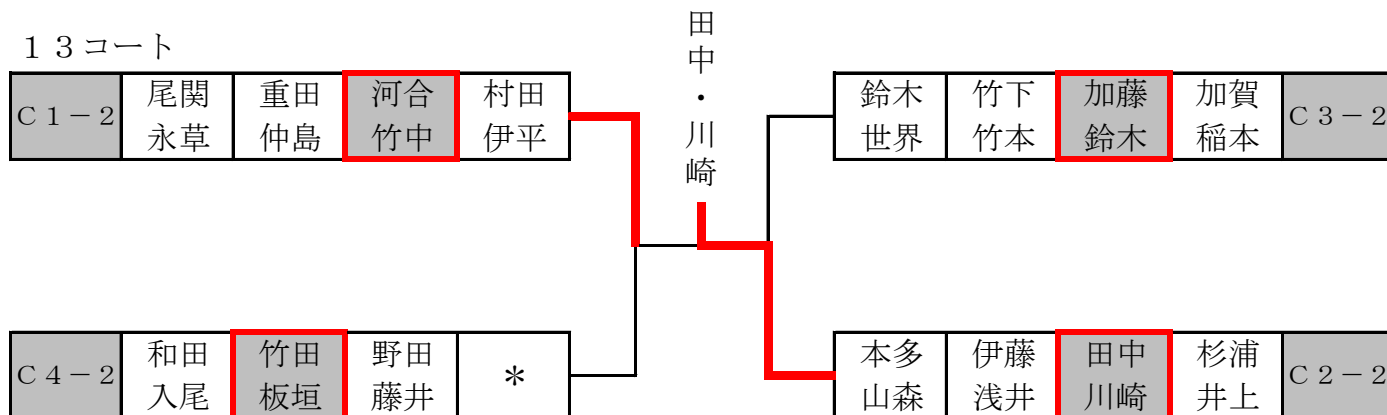 田中・川崎
１３コート
Ｃ１－２ 尾関 重田 河合 村田
永草 仲島 竹中 伊平
鈴木 竹下 加藤 加賀 Ｃ３－２
世界 竹本 鈴木 稲本
Ｃ４－２ 和田 竹田 野田 ＊
入尾 板垣 藤井
本多 伊藤 田中 杉浦 Ｃ２－２
山森 浅井 川崎 井上